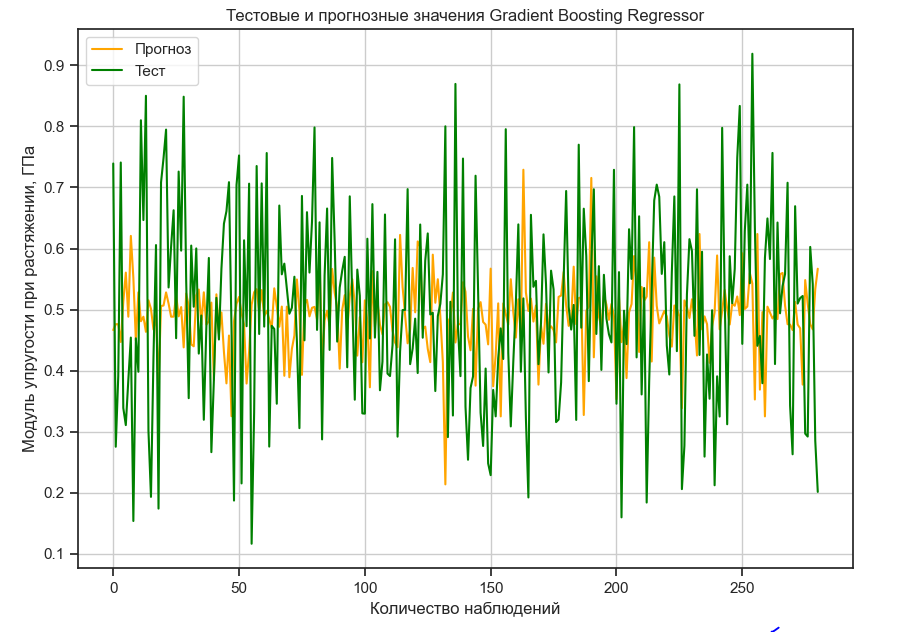 Тестовые и прогнозные значения Gradient Boosting Regressor
Прогноз
Тест
Модуль упругости при растяжении, ГПа
0.9
0.8
0.7
0.6
0.5
0.4
0.3
0.2
0.1
0 50 100 150 200 250
Количество наблюдений